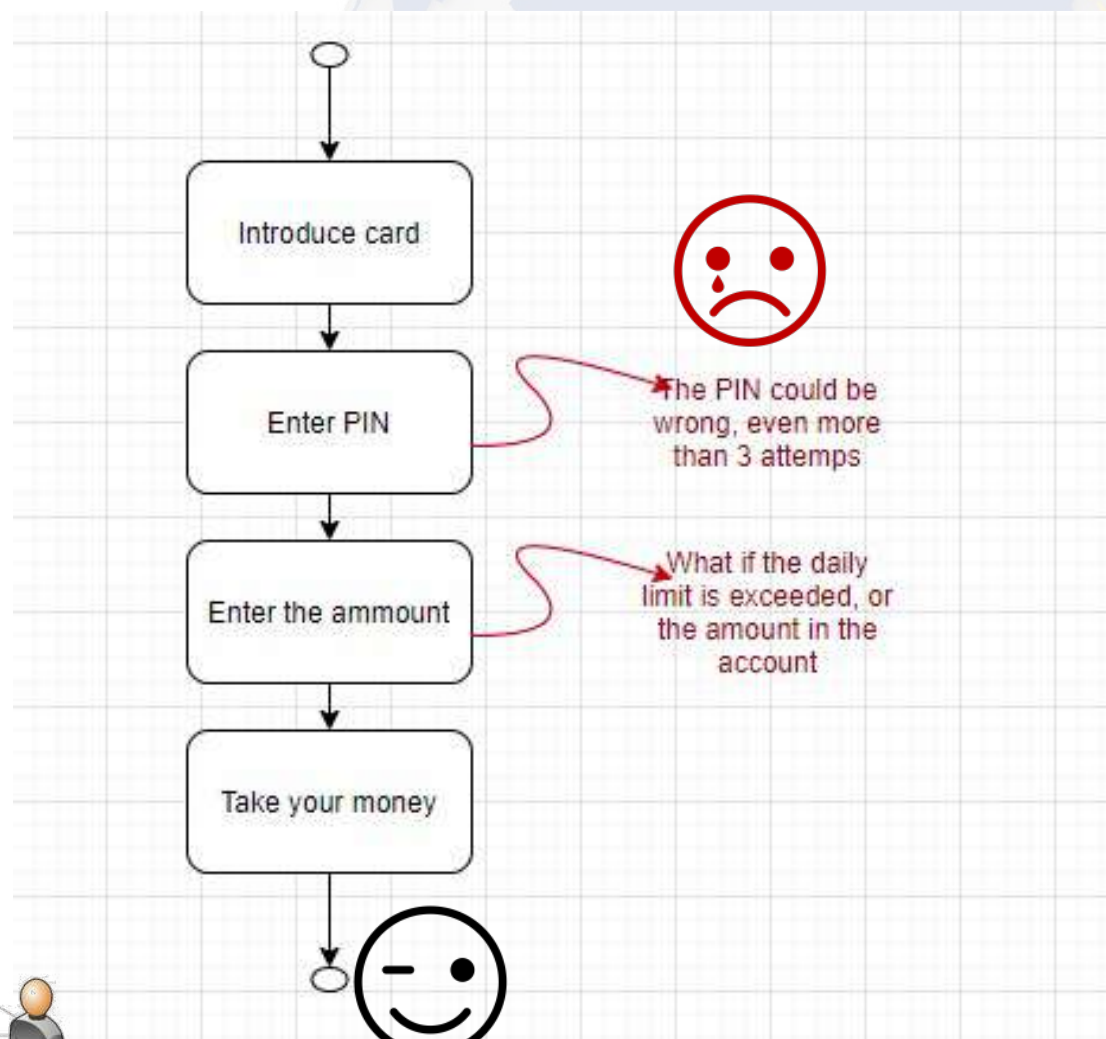 Introduce card
Enter PIN
The PIN could be
wrong, even more
than 3 attemps
Enter the ammount
What if the daily
limit is exceeded, or
the amount in the
account
Take your money